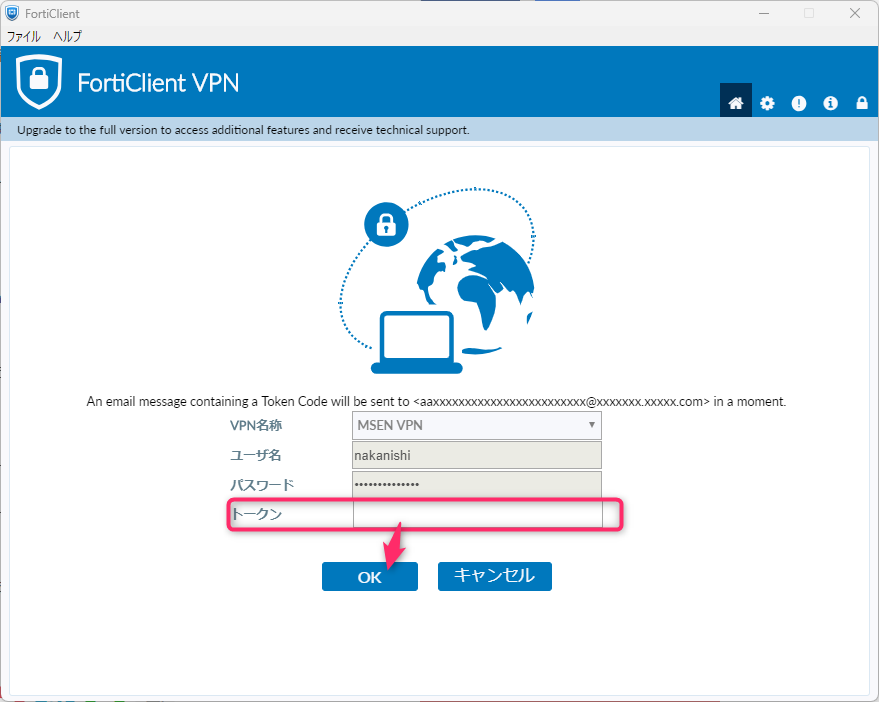 FortiClient
ファイル ヘルプ
FortiClient VPN
Upgrade to the full version to access additional features and receive technical support.
An email message containing a Token Code will be sent to <aaxxxxxxxxxxxxxxxxxxxxxxxx@xxxxxxx.xxxxx.com> in a moment.
VPN名称 MSEN VPN
ユーザ名 nakanishi
パスワード ••••••••••••••
トークン
OK キャンセル